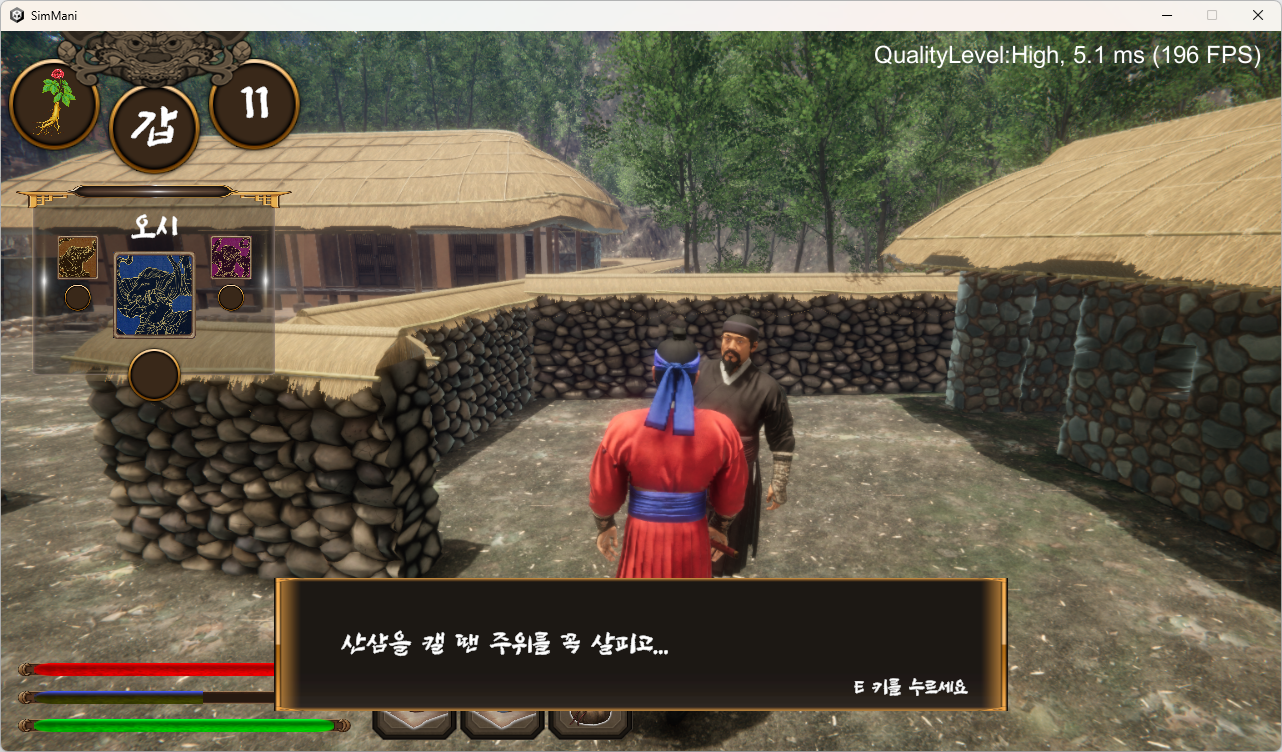 SimMani
QualityLevel:High, 5.1 ms (196 FPS)
갑
11
오시
산삼을 캘 땐 주위를 꼭 살피고...
E 키를 누르세요